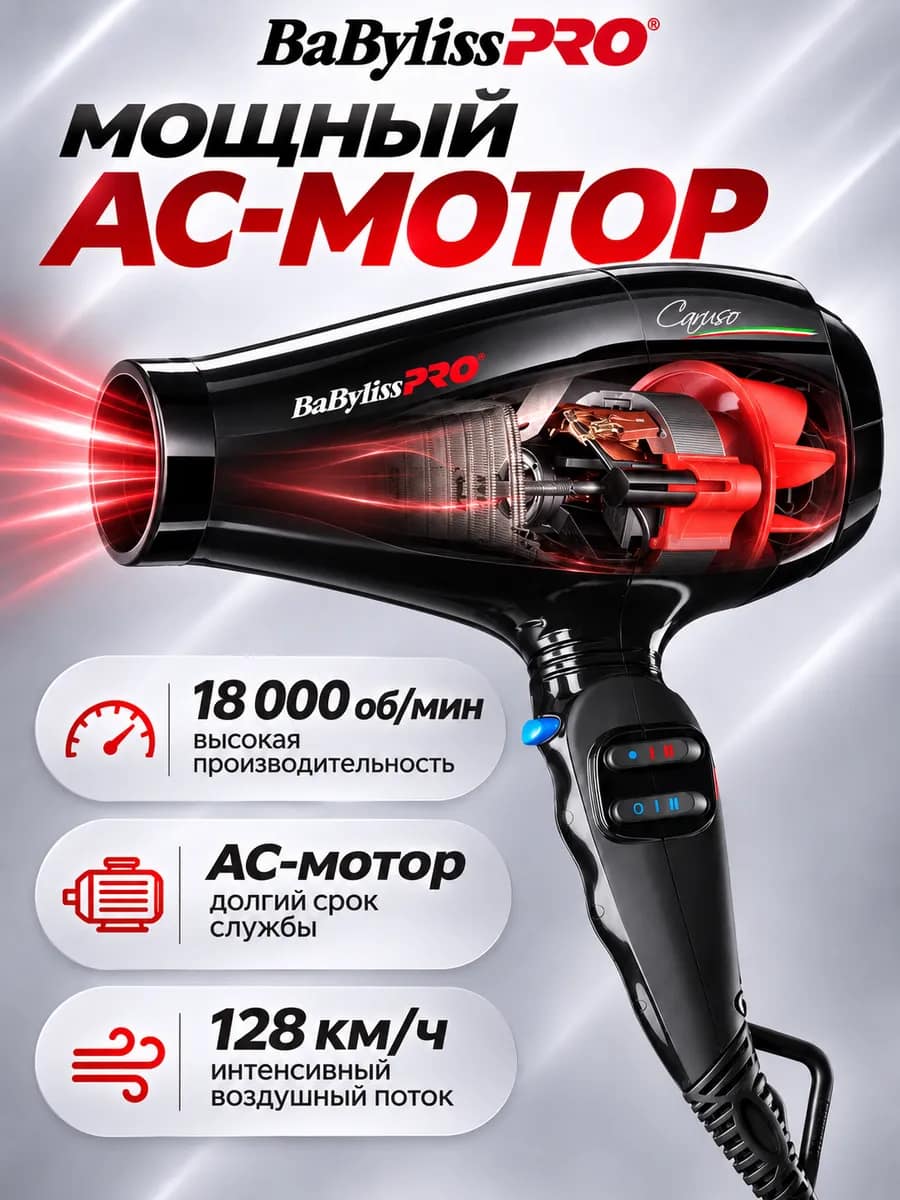 BaBylissPRO®
МОЩНЫЙ
АС-МОТОР
Caruso
BaBylissPRO®
18 000 об/мин
высокая
производительность
АС-мотор
долгий срок
службы
128 км/ч
интенсивный
воздушный поток